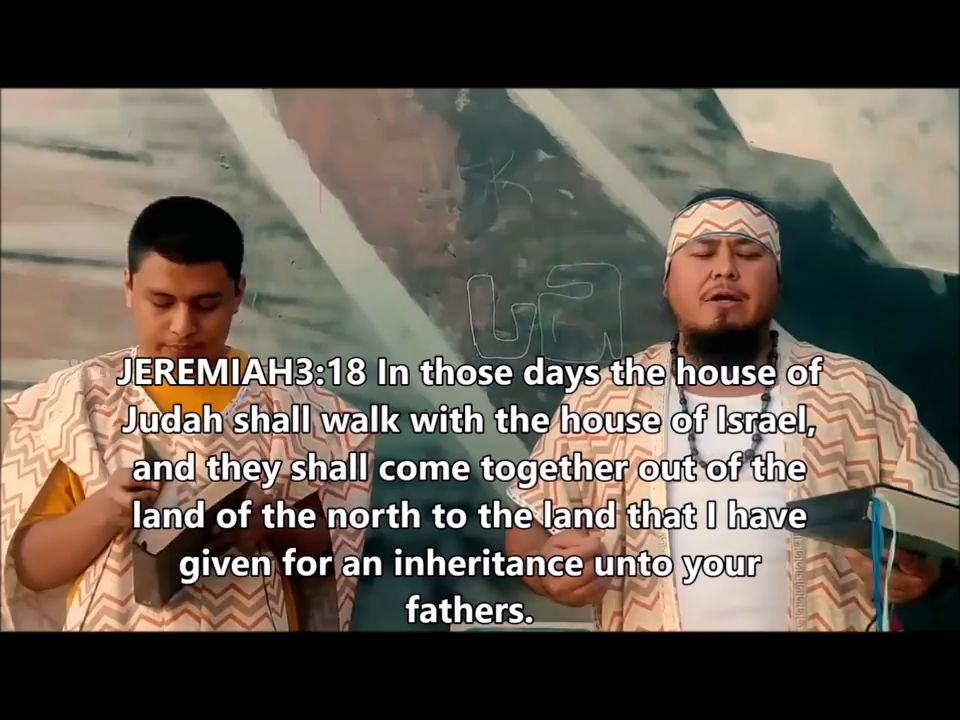 JEREMIAH3:18 In those days the house of
Judah shall walk with the house of Israel,
and they shall come together out of the
land of the north to the land that I have
given for an inheritance unto your
fathers.